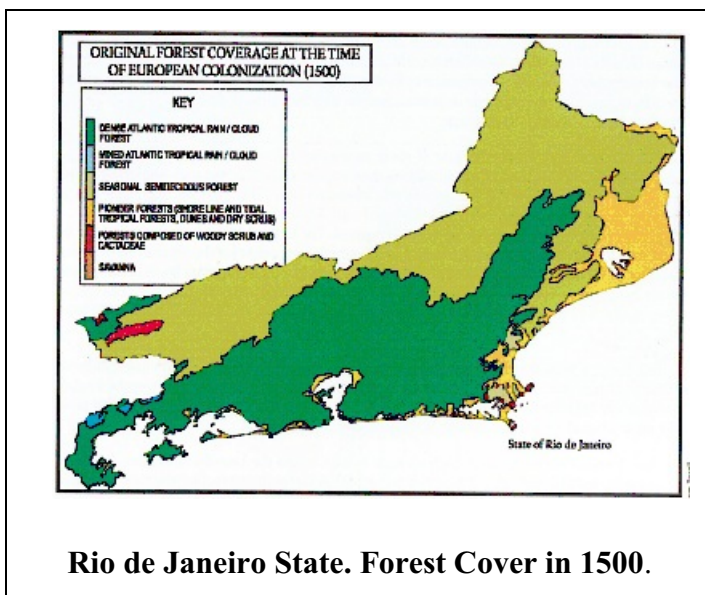 ORIGINAL FOREST COVERAGE AT THE TIME
OF EUROPEAN COLONIZATION (1500)
KEY
DENSE ATLANTIC TROPICAL RAIN / CLOUD
FOREST
MIXED ATLANTIC TROPICAL RAIN / CLOUD
FOREST
SEASONAL SEMIDECIDOUS FOREST
PIONEER FORESTS (SHORE LINE AND TIDAL
TROPICAL FORESTS, DUNES AND DRY SCRUB)
FORESTS COMPOSED OF WOODY SCRUB AND
CACTACEAE
SAVANNA
State of Rio de Janeiro
Rio de Janeiro State. Forest Cover in 1500.